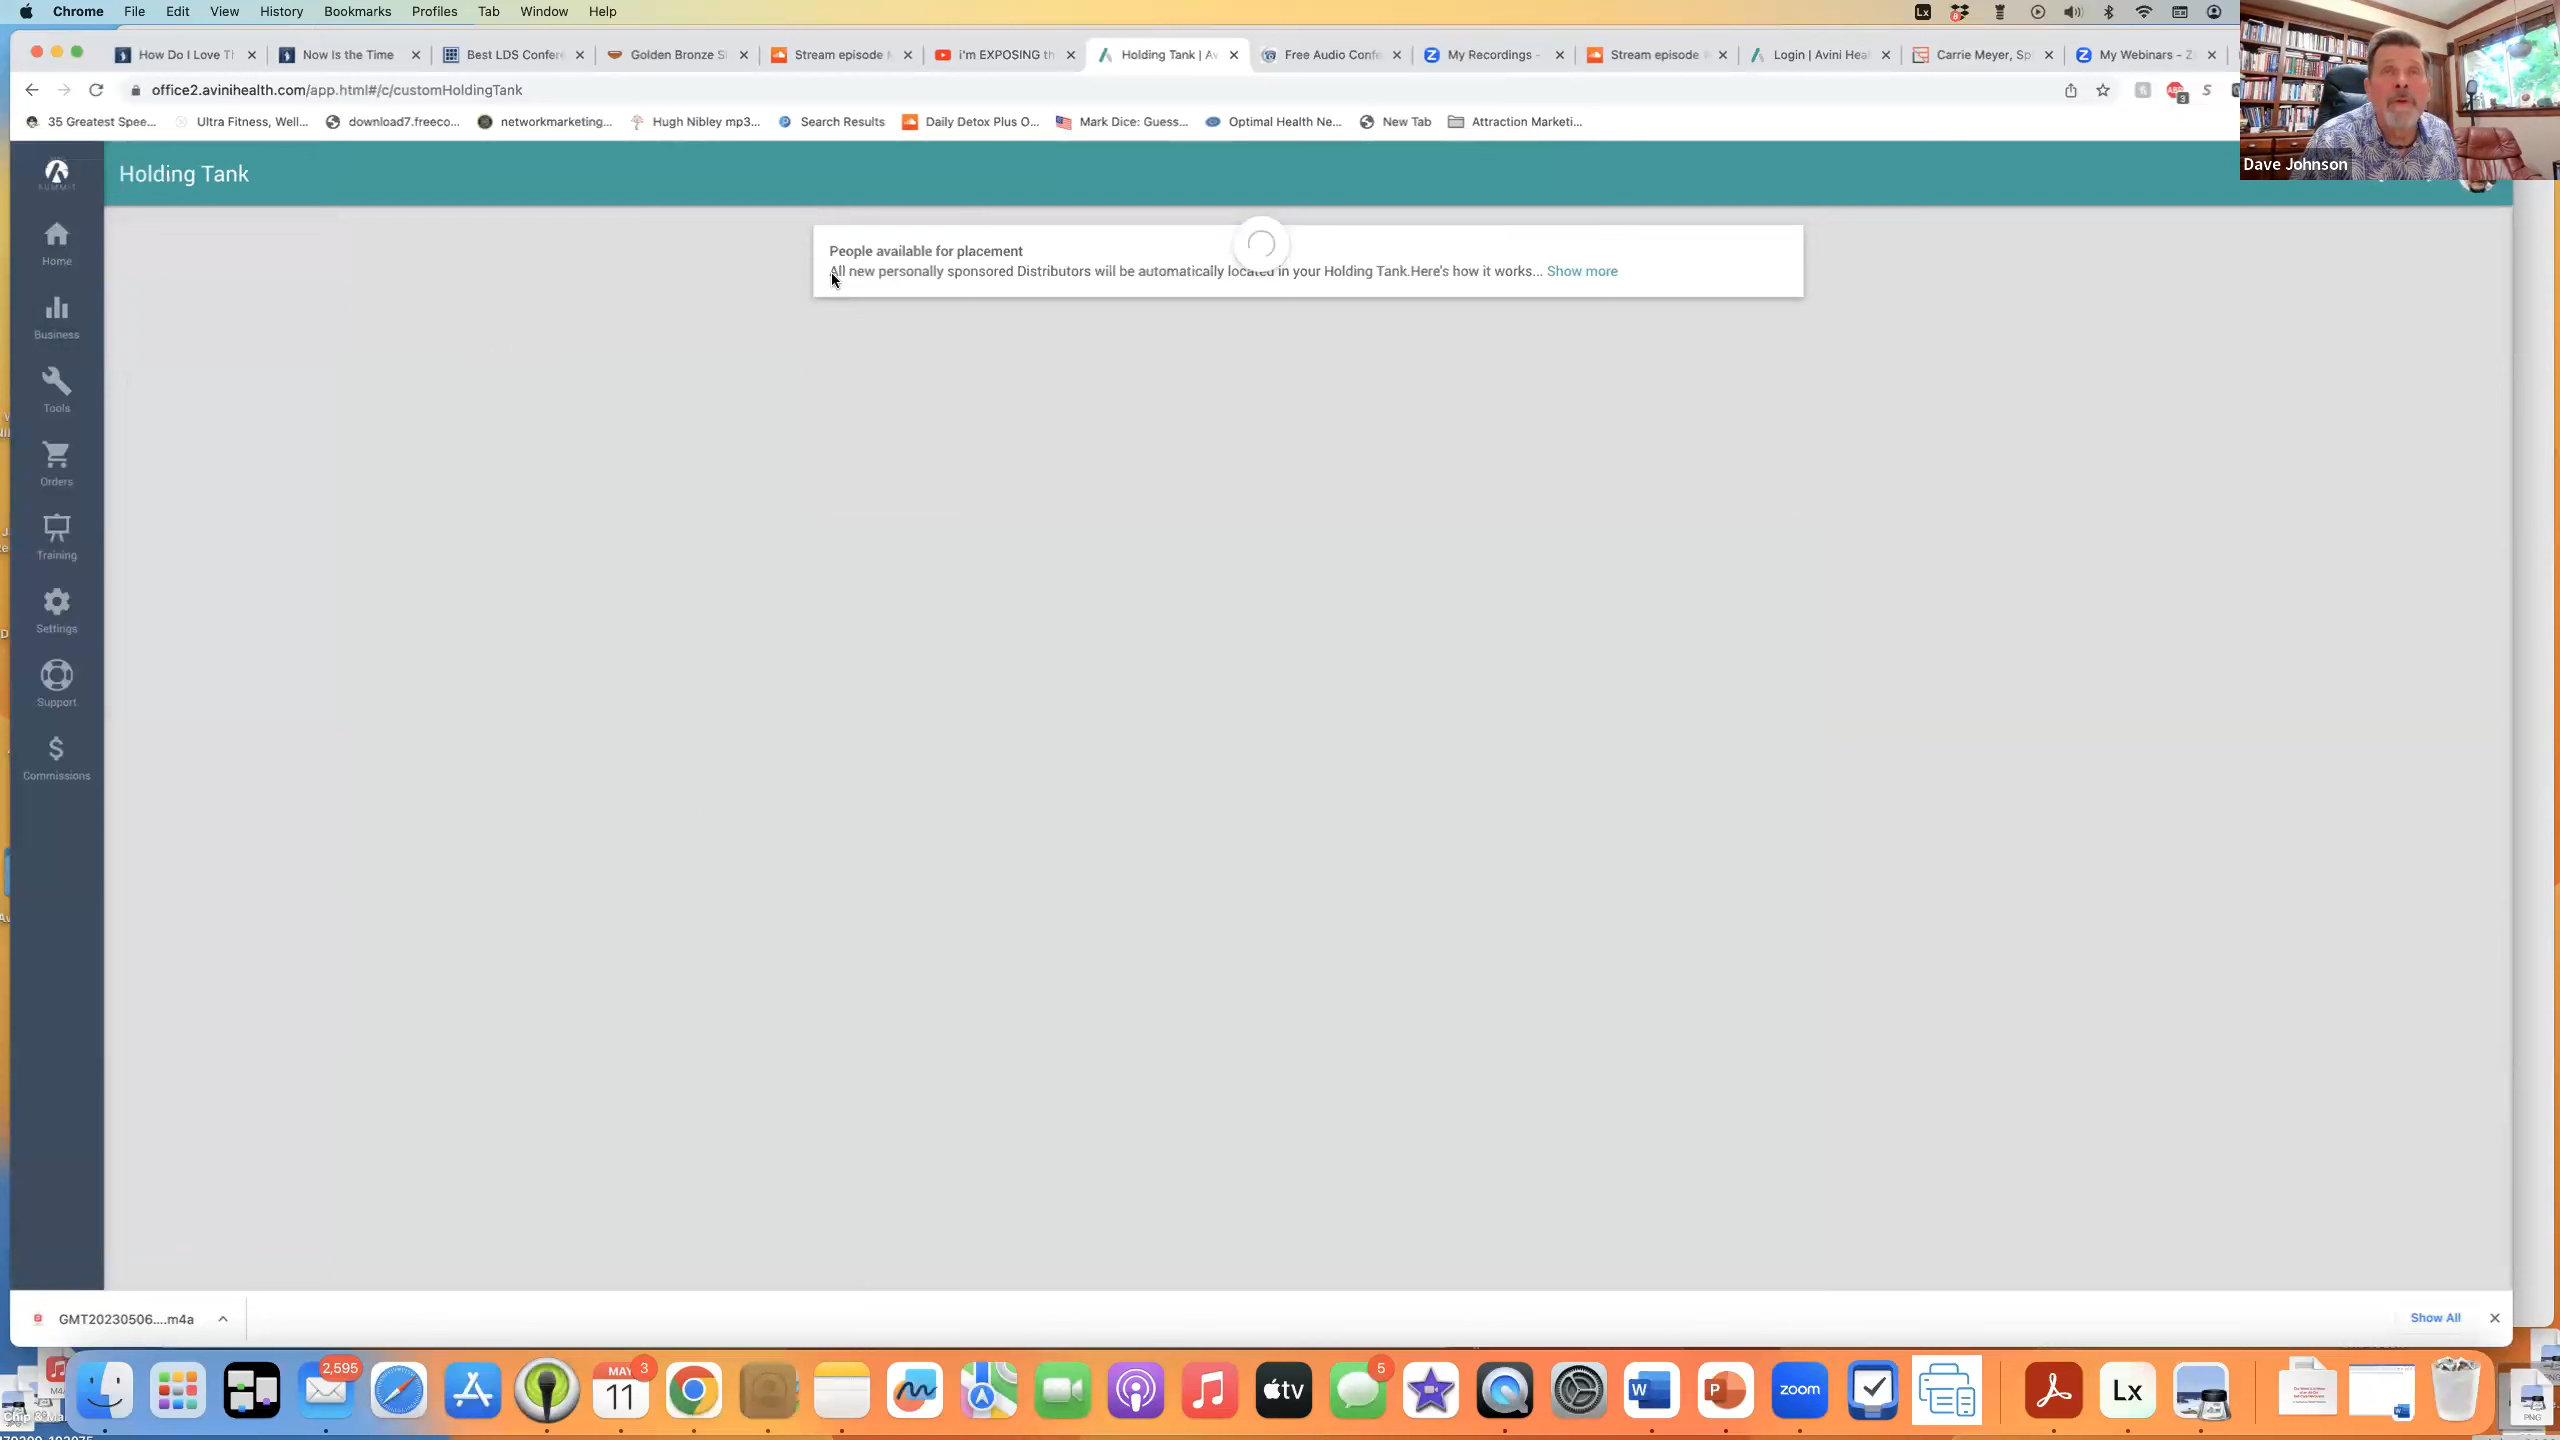 Chrome File Edit View History Bookmarks Profiles Tab Window Help
How Do I Love T
Now Is the Time
Best LDS Confer
Golden Bronze S
Stream episode
i'm EXPOSING th
Holding Tank | Av
Free Audio Confe
My Recordings -
Stream episode
Login | Avini Heal
Carrie Meyer, Sp
My Webinars - Z
office2.avinihealth.com/app.html#/c/customHoldingTank
35 Greatest Spee...
Ultra Fitness, Well...
download7.freeco...
networkmarketing...
Hugh Nibley mp3...
Search Results
Daily Detox Plus O...
Mark Dice: Guess...
Optimal Health Ne...
New Tab
Attraction Marketi...
Dave Johnson
SUMMIT
Holding Tank
Home
Business
Tools
Orders
Training
Settings
Support
Commissions
People available for placement
All new personally sponsored Distributors will be automatically located in your Holding Tank.Here's how it works... Show more
GMT20230506....m4a
Show All
2,595
MAY
11
3
tv
5
W
P
zoom
Lx
PNG